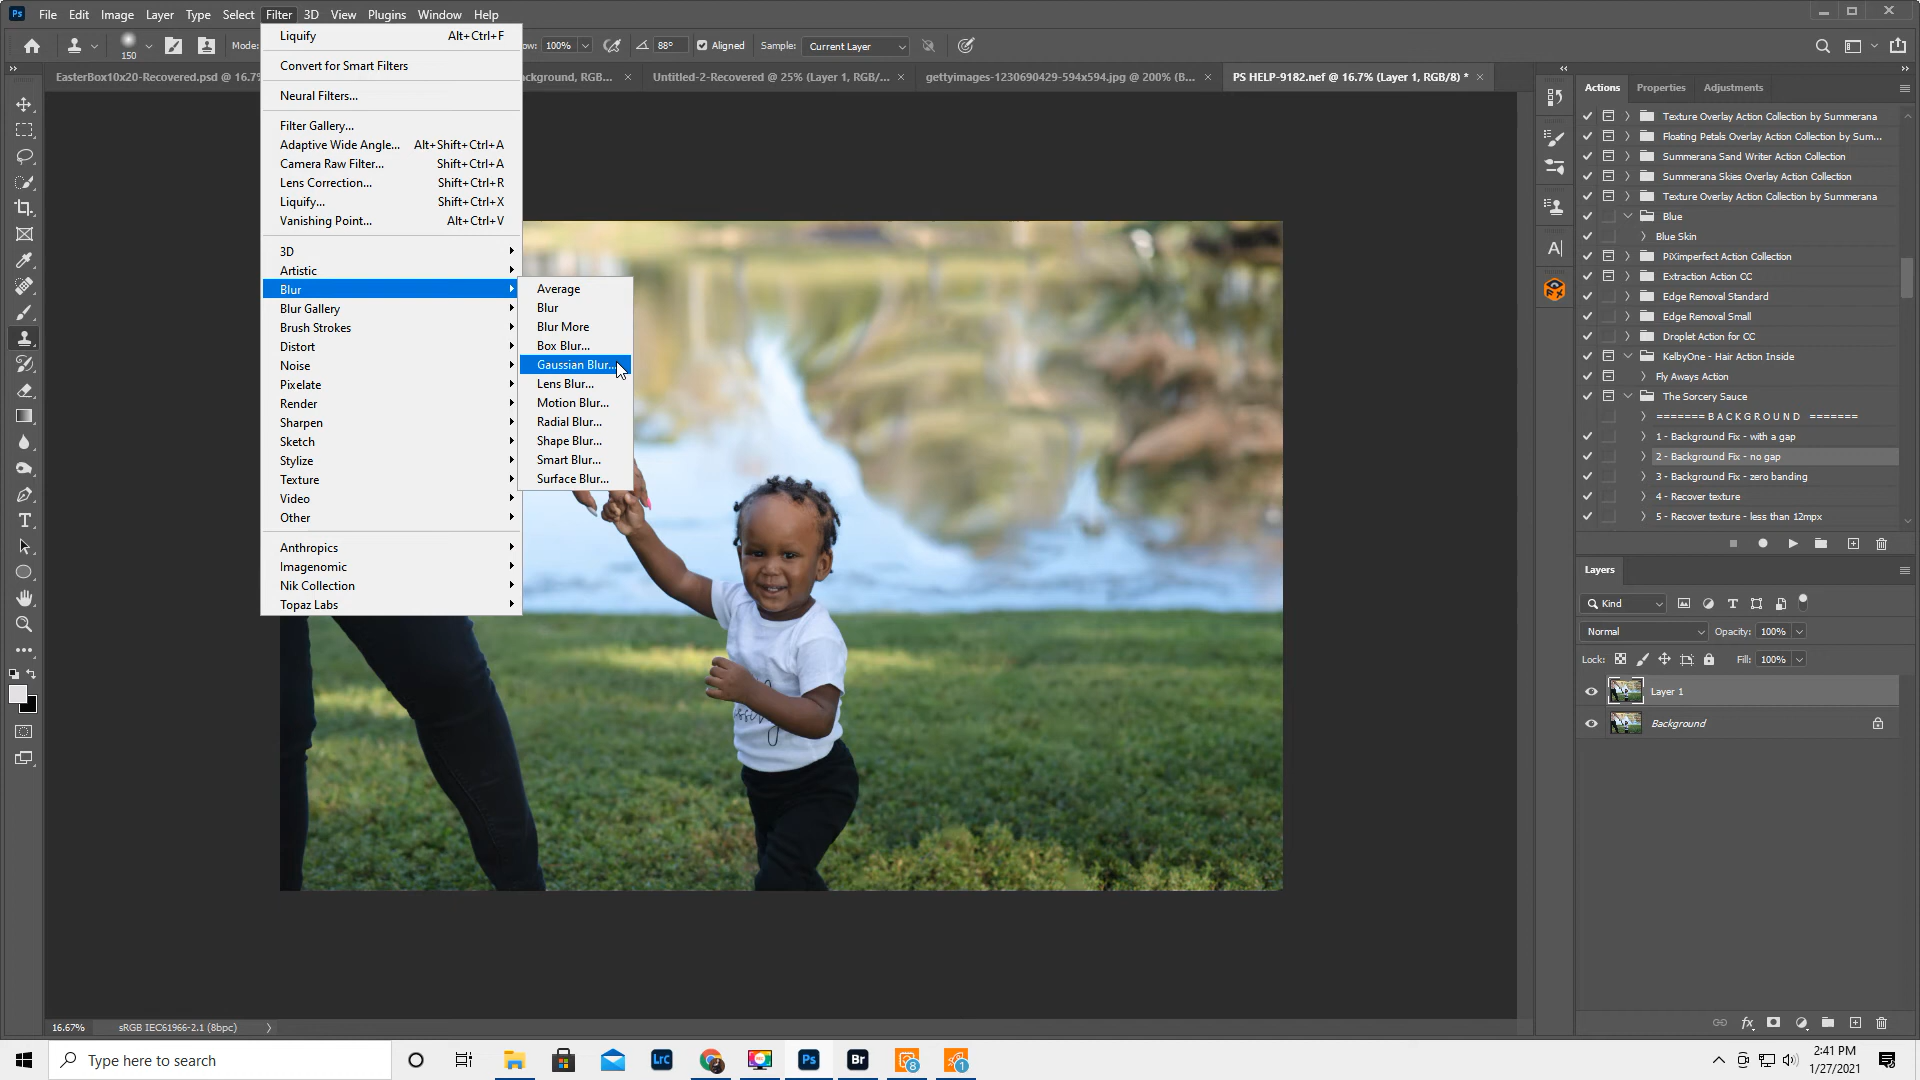 Ps File Edit Image Layer Type Select Filter 3D View Plugins Window Help
150 Mode: ow: 100% 88° Aligned Sample: Current Layer
EasterBox10x20-Recovered.psd @ 16.7% ackground, RGB... Untitled-2-Recovered @ 25% (Layer 1, RGB/... gettyimages-1230690429-594x594.jpg @ 200% (B... PS HELP-9182.nef @ 16.7% (Layer 1, RGB/8) *
Liquify Alt+Ctrl+F
Convert for Smart Filters
Neural Filters...
Filter Gallery...
Adaptive Wide Angle... Alt+Shift+Ctrl+A
Camera Raw Filter... Shift+Ctrl+A
Lens Correction... Shift+Ctrl+R
Liquify... Shift+Ctrl+X
Vanishing Point... Alt+Ctrl+V
3D
Artistic
Blur
Blur Gallery
Brush Strokes
Distort
Noise
Pixelate
Render
Sharpen
Sketch
Stylize
Texture
Video
Other
Anthropics
Imagenomic
Nik Collection
Topaz Labs
Average
Blur
Blur More
Box Blur...
Gaussian Blur...
Lens Blur...
Motion Blur...
Radial Blur...
Shape Blur...
Smart Blur...
Surface Blur...
Actions Properties Adjustments
Texture Overlay Action Collection by Summerana
Floating Petals Overlay Action Collection by Sum...
Summerana Sand Writer Action Collection
Summerana Skies Overlay Action Collection
Texture Overlay Action Collection by Summerana
Blue
Blue Skin
PiXimperfect Action Collection
Extraction Action CC
Edge Removal Standard
Edge Removal Small
Droplet Action for CC
KelbyOne - Hair Action Inside
Fly Aways Action
The Sorcery Sauce
======= B A C K G R O U N D =======
1 - Background Fix - with a gap
2 - Background Fix - no gap
3 - Background Fix - zero banding
4 - Recover texture
5 - Recover texture - less than 12mpx
Layers
Kind
Normal Opacity: 100%
Lock: Fill: 100%
Layer 1
Background
fx
16.67% sRGB IEC61966-2.1 (8bpc)
Type here to search
LrC Ps Br 8 1
2:41 PM
1/27/2021